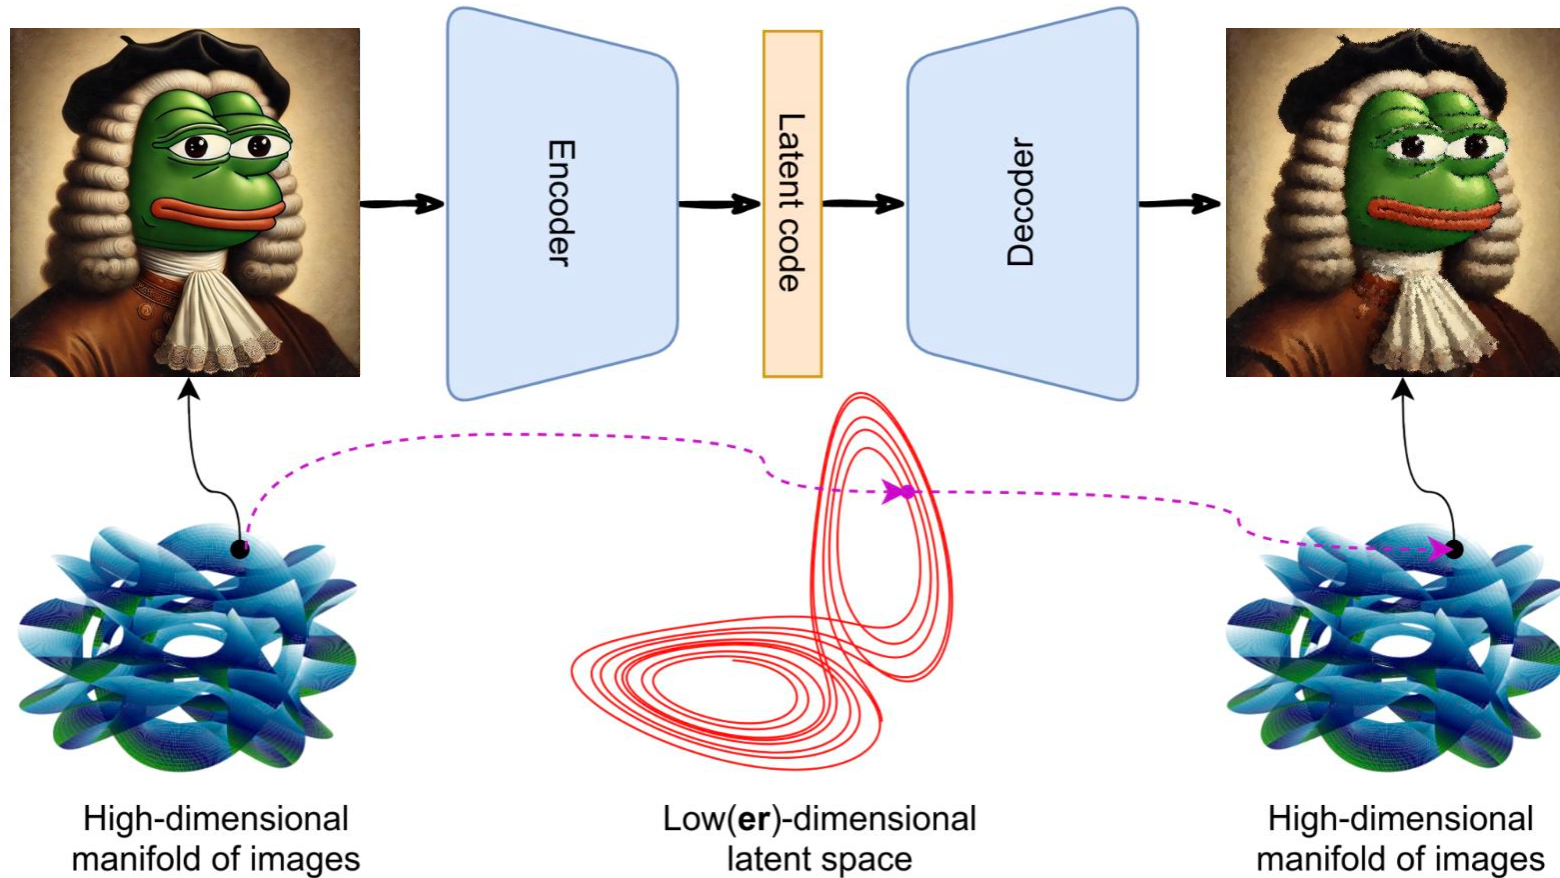 Encoder
Latent code
Decoder
High-dimensional
manifold of images
Low(er)-dimensional
latent space
High-dimensional
manifold of images